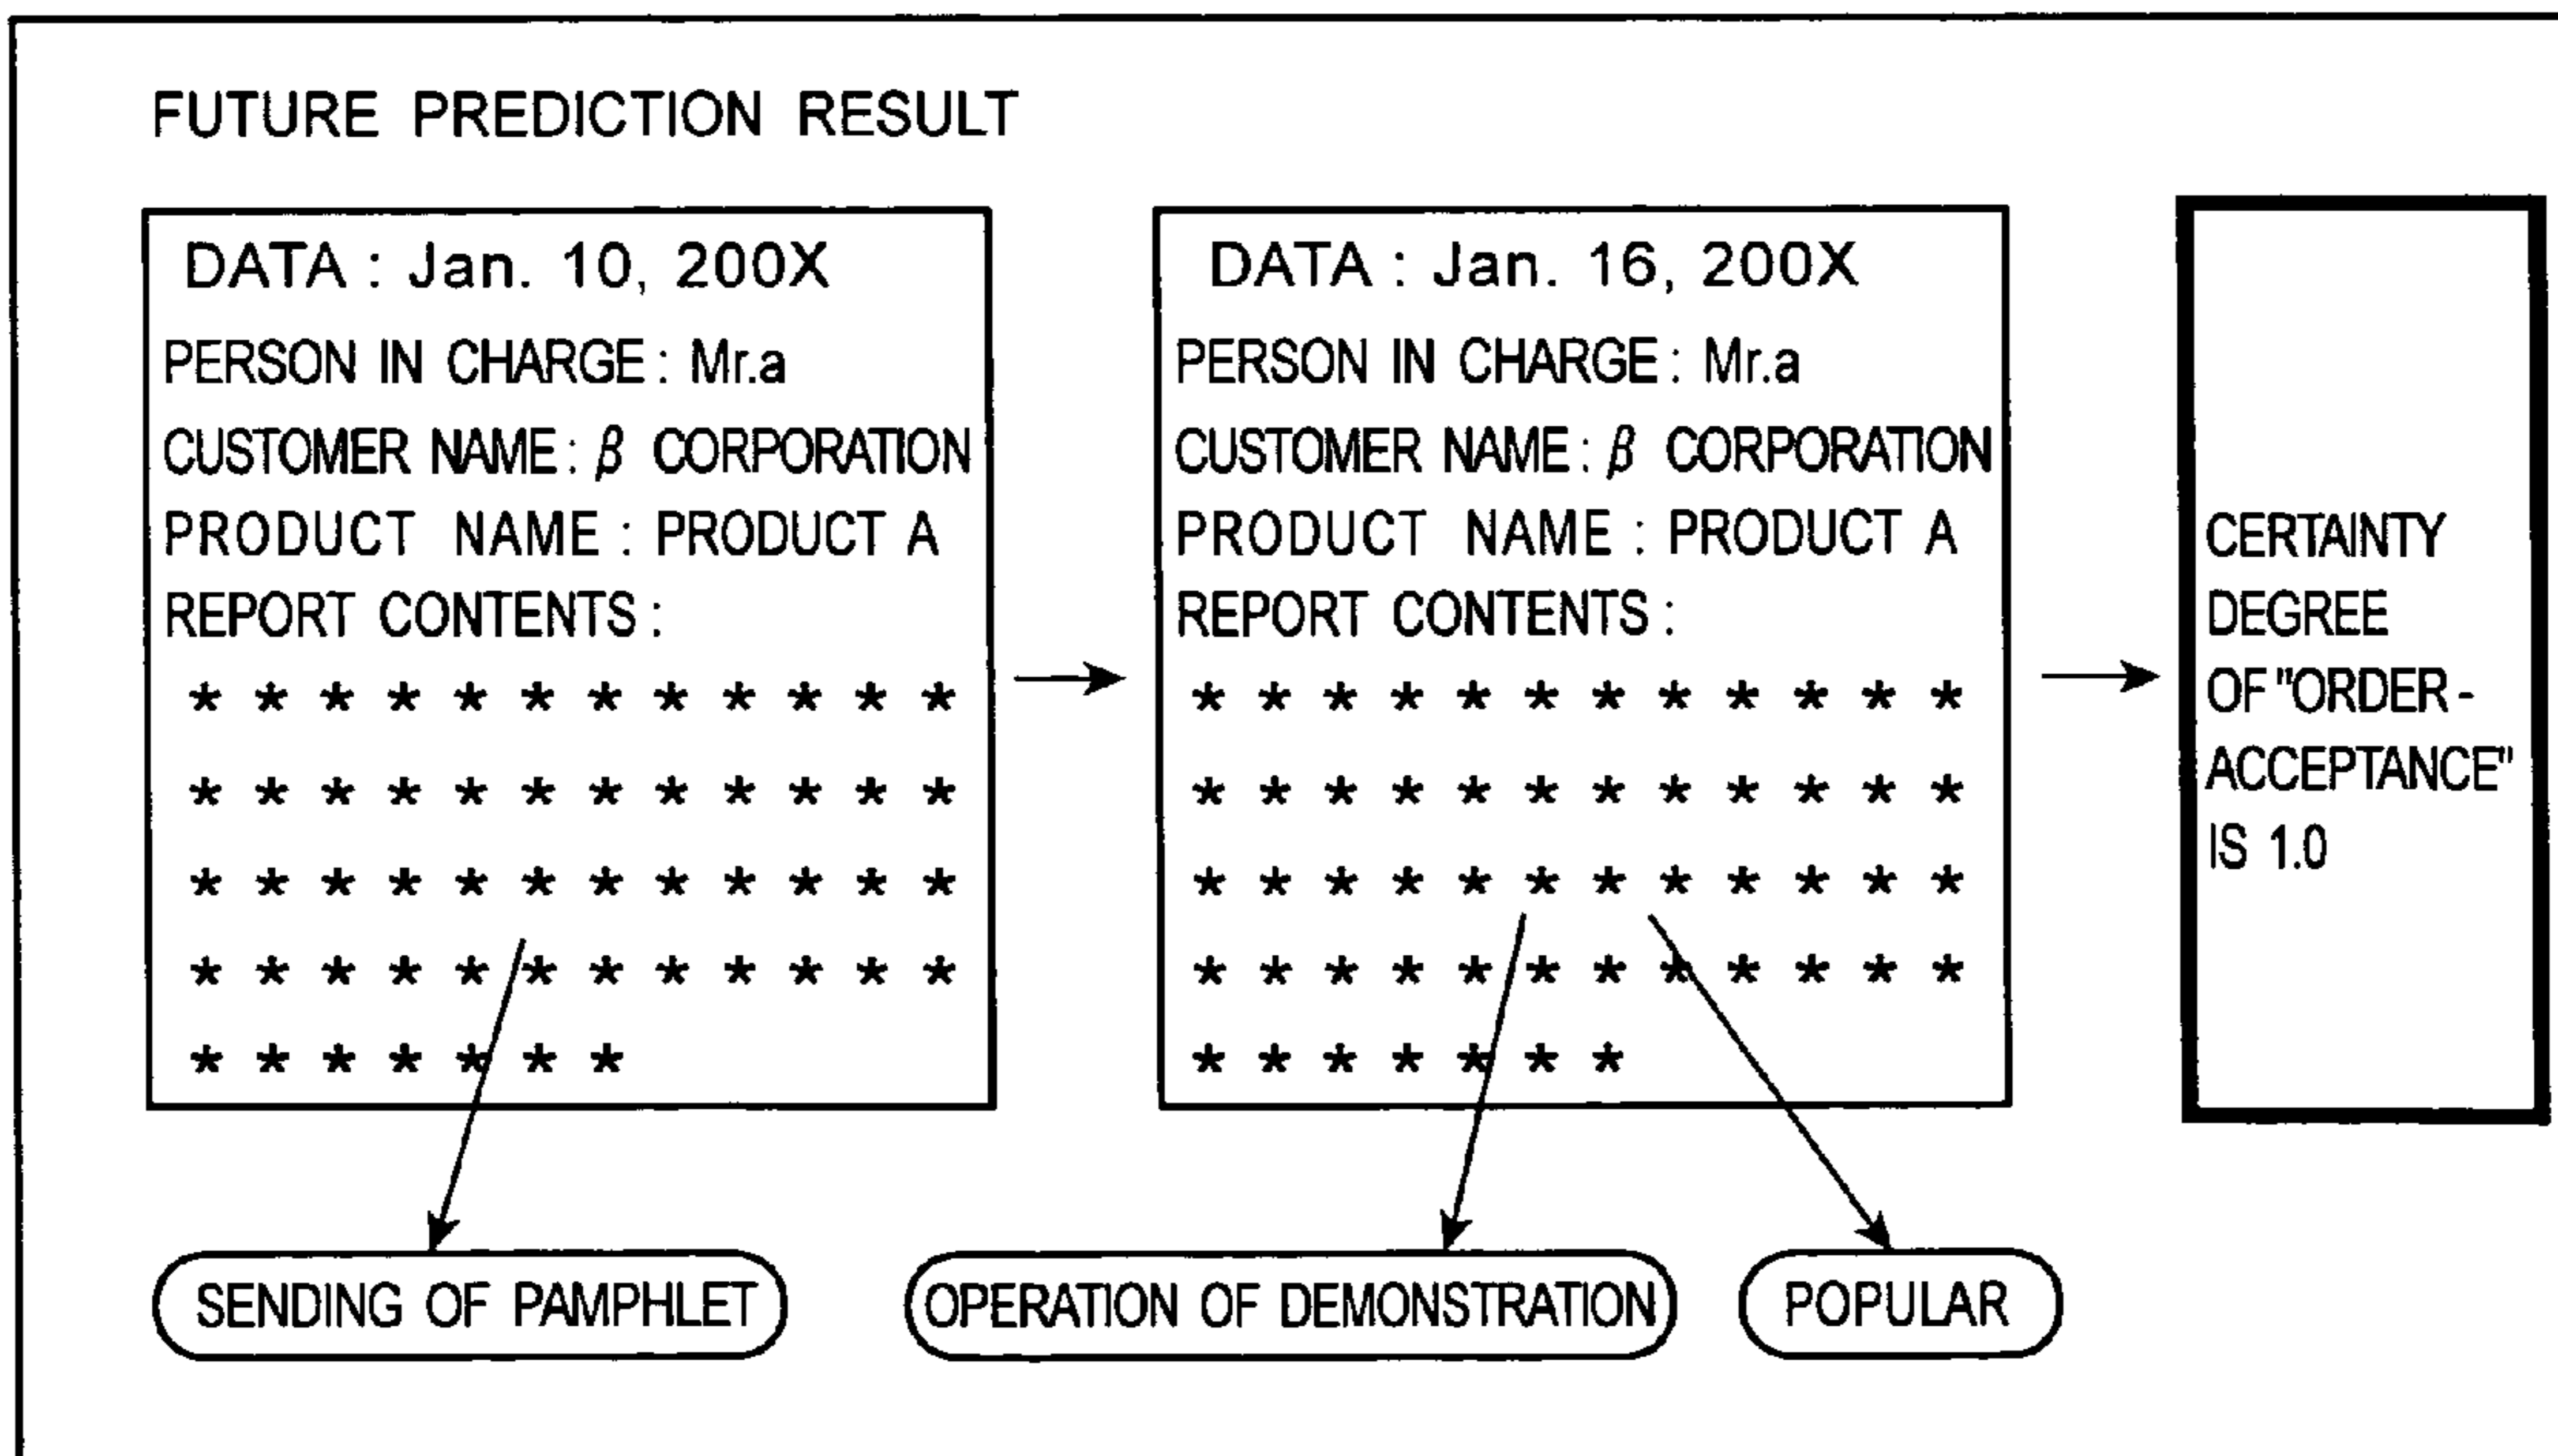 FUTURE PREDICTION RESULT
DATA : Jan. 10, 200X
PERSON IN CHARGE : Mr.a
CUSTOMER NAME : β CORPORATION
PRODUCT NAME : PRODUCT A
REPORT CONTENTS :
* * * * * * * * * * * *
* * * * * * * * * * * *
* * * * * * * * * * * *
* * * * * * * * * * * *
* * * * * * *
DATA : Jan. 16, 200X
PERSON IN CHARGE : Mr.a
CUSTOMER NAME : β CORPORATION
PRODUCT NAME : PRODUCT A
REPORT CONTENTS :
* * * * * * * * * * * *
* * * * * * * * * * * *
* * * * * * * * * * * *
* * * * * * * * * * * *
* * * * * * *
CERTAINTY
DEGREE
OF "ORDER-
ACCEPTANCE"
IS 1.0
SENDING OF PAMPHLET
OPERATION OF DEMONSTRATION
POPULAR